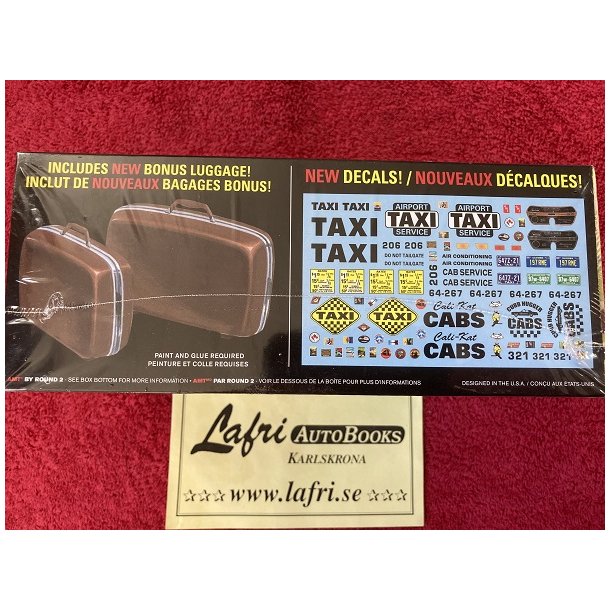 INCLUDES NEW BONUS LUGGAGE!
INCLUT DE NOUVEAUX BAGAGES BONUS!
PAINT AND GLUE REQUIRED
PEINTURE ET COLLE REQUISES
AMT BY ROUND 2 - SEE BOX BOTTOM FOR MORE INFORMATION • AMT PAR ROUND 2 - VOIR LE DESSOUS DE LA BOÎTE POUR PLUS D'INFORMATIONS
NEW DECALS! / NOUVEAUX DÉCALQUES!
TAXI TAXI
TAXI
TAXI
AIRPORT
TAXI
SERVICE
AIRPORT
TAXI
SERVICE
206 206
DO NOT TAILGATE
DO NOT TAILGATE
206
AIR CONDITIONING
AIR CONDITIONING
CAB SERVICE
CAB SERVICE
64-267 64-267
64-267 64-267
TAXI
TAXI
Cali-Kat
CABS
Cali-Kat
CABS
CURB HUGGER
CABS
321 321 321
DESIGNED IN THE U.S.A. / CONÇU AUX ÉTATS-UNIS
Lafri AUTOBOOKS
KARLSKRONA
www.lafri.se